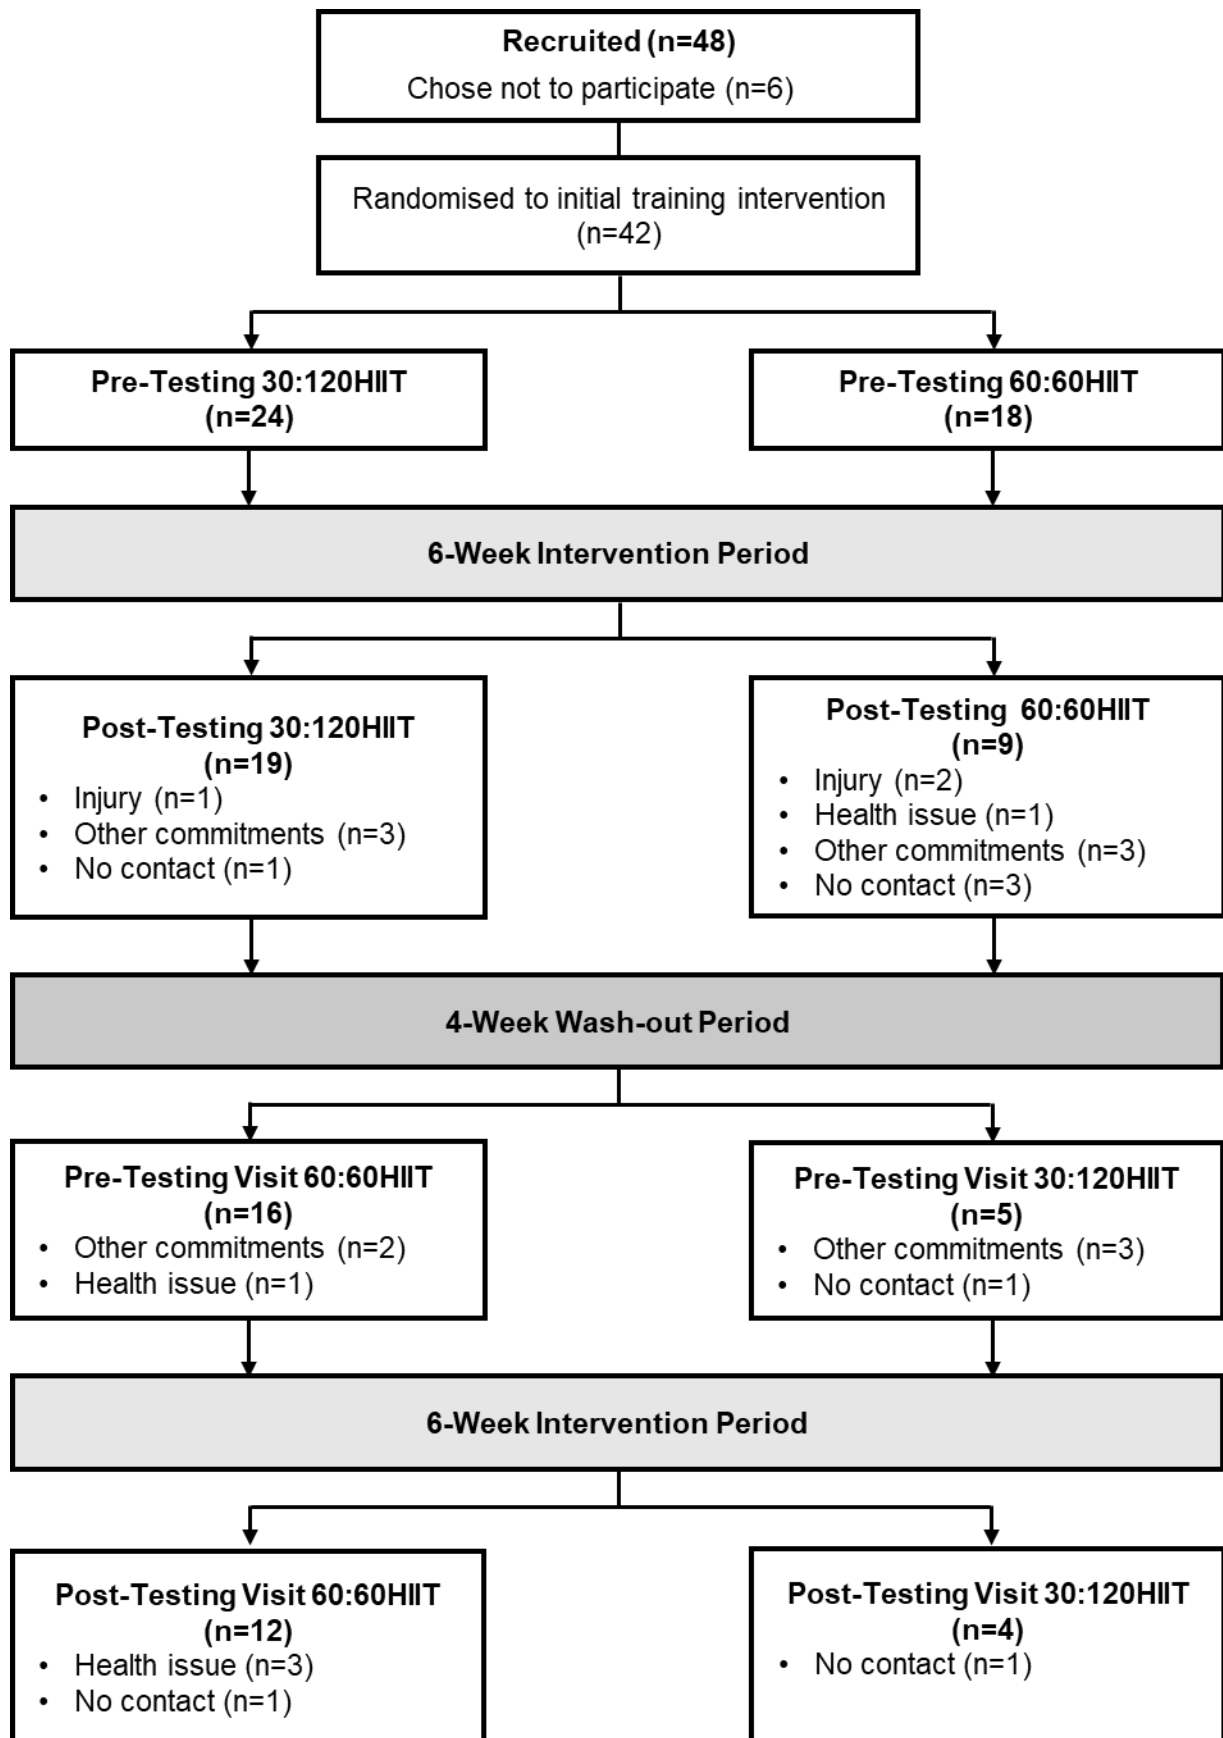 Recruited (n=48)
Chose not to participate (n=6)
Randomised to initial training intervention
(n=42)
Pre-Testing 30:120HIIT
(n=24)
Pre-Testing 60:60HIIT
(n=18)
6-Week Intervention Period
Post-Testing 30:120HIIT
(n=19)
• Injury (n=1)
• Other commitments (n=3)
• No contact (n=1)
Post-Testing 60:60HIIT
(n=9)
• Injury (n=2)
• Health issue (n=1)
• Other commitments (n=3)
• No contact (n=3)
4-Week Wash-out Period
Pre-Testing Visit 60:60HIIT
(n=16)
• Other commitments (n=2)
• Health issue (n=1)
Pre-Testing Visit 30:120HIIT
(n=5)
• Other commitments (n=3)
• No contact (n=1)
6-Week Intervention Period
Post-Testing Visit 60:60HIIT
(n=12)
• Health issue (n=3)
• No contact (n=1)
Post-Testing Visit 30:120HIIT
(n=4)
• No contact (n=1)